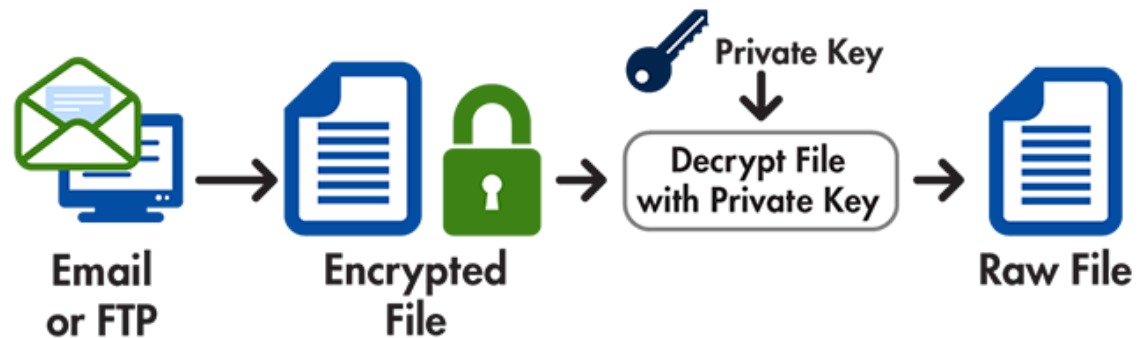 Private Key
Decrypt File
with Private Key
Email
or FTP
Encrypted
File
Raw File